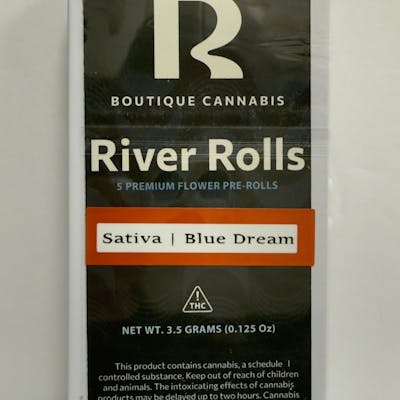 R
BOUTIQUE CANNABIS
River Rolls
5 PREMIUM FLOWER PRE-ROLLS
Sativa | Blue Dream
!
THC
NET WT. 3.5 GRAMS (0.125 Oz)
This product contains cannabis, a schedule I
controlled substance. Keep out of reach of children
and animals. The intoxicating effects of cannabis
products may be delayed up to two hours. Cannabis